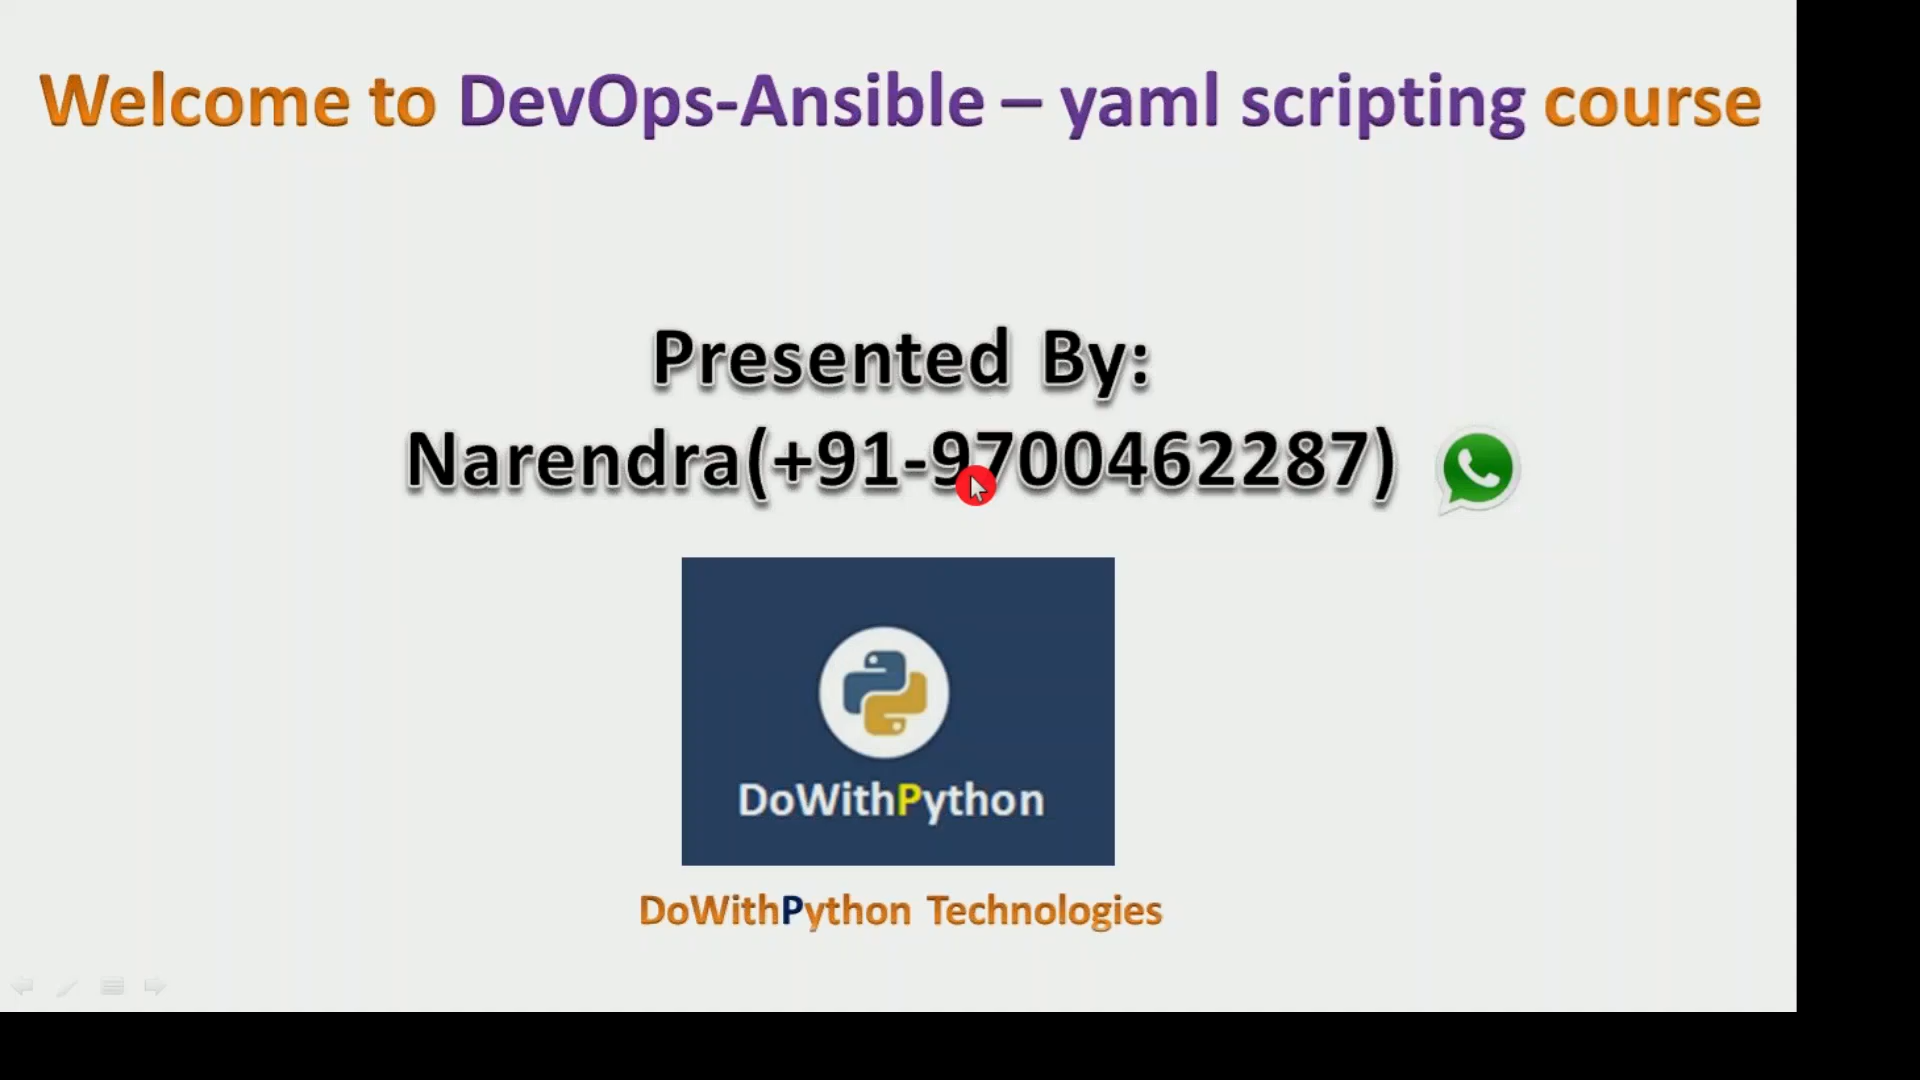 Welcome to DevOps-Ansible – yaml scripting course
Presented By:
Narendra(+91-9700462287)
DoWithPython
DoWithPython Technologies